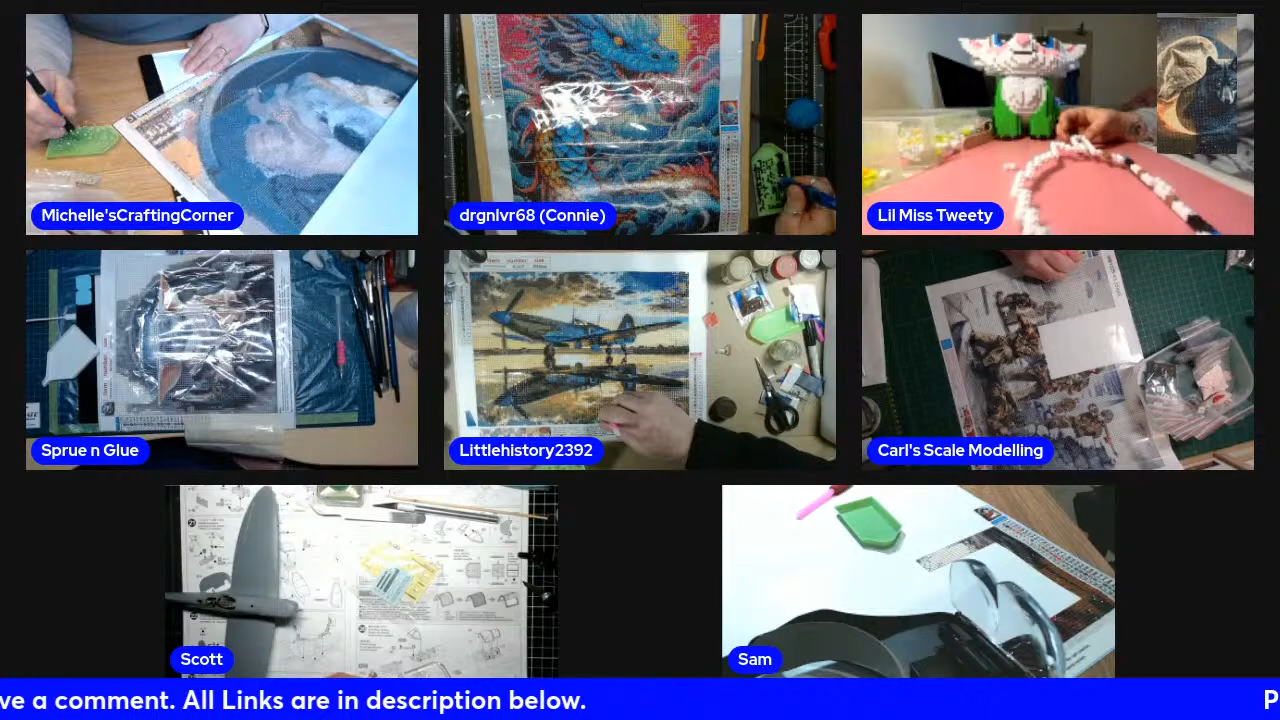 Michelle'sCraftingCorner
drgnlvr68 (Connie)
Lil Miss Tweety
Sprue n Glue
Littlehistory2392
Carl's Scale Modelling
Scott
Sam
ve a comment. All Links are in description below.
P